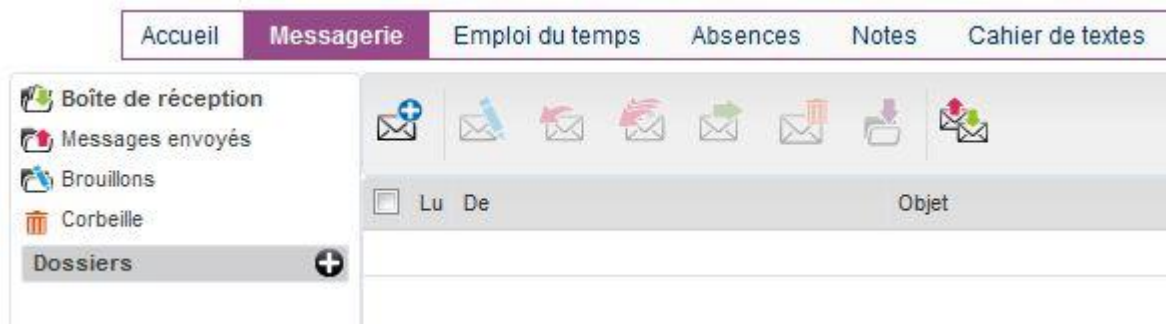 Accueil Messagerie Emploi du temps Absences Notes Cahier de textes
Boîte de réception
Messages envoyés
Brouillons
Corbeille
Dossiers
Lu De Objet